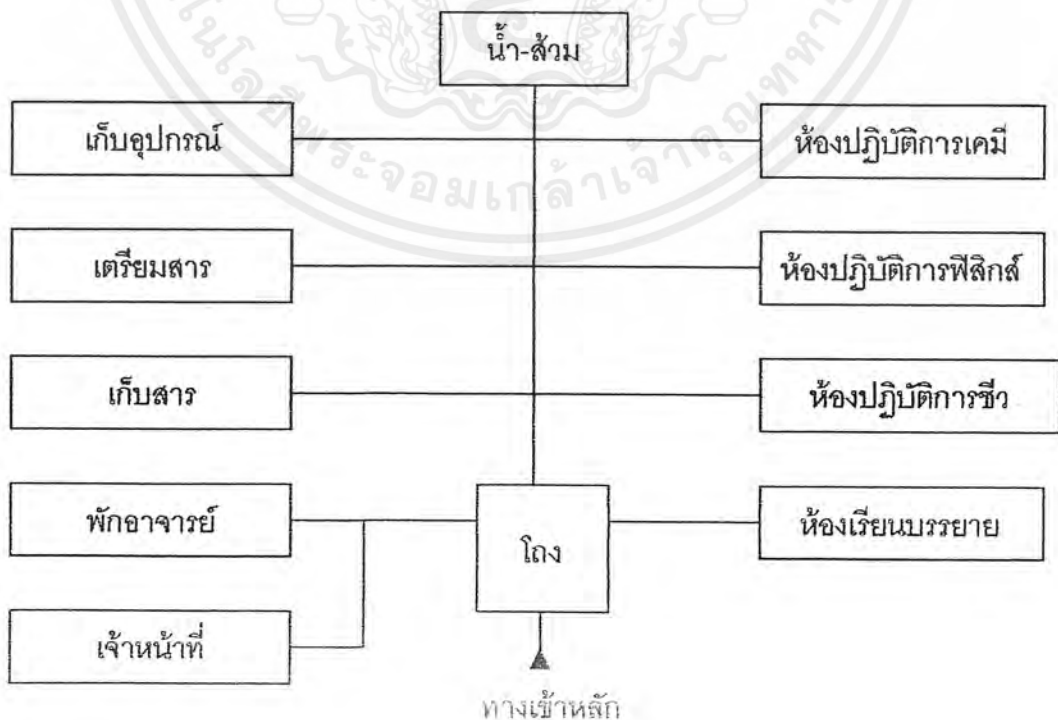 น้ำ-ส้วม
เก็บอุปกรณ์
ห้องปฏิบัติการเคมี
เตรียมสาร
ห้องปฏิบัติการฟิสิกส์
เก็บสาร
ห้องปฏิบัติการชีว
พักอาจารย์
โถง
ห้องเรียนบรรยาย
เจ้าหน้าที่
ทางเข้าหลัก